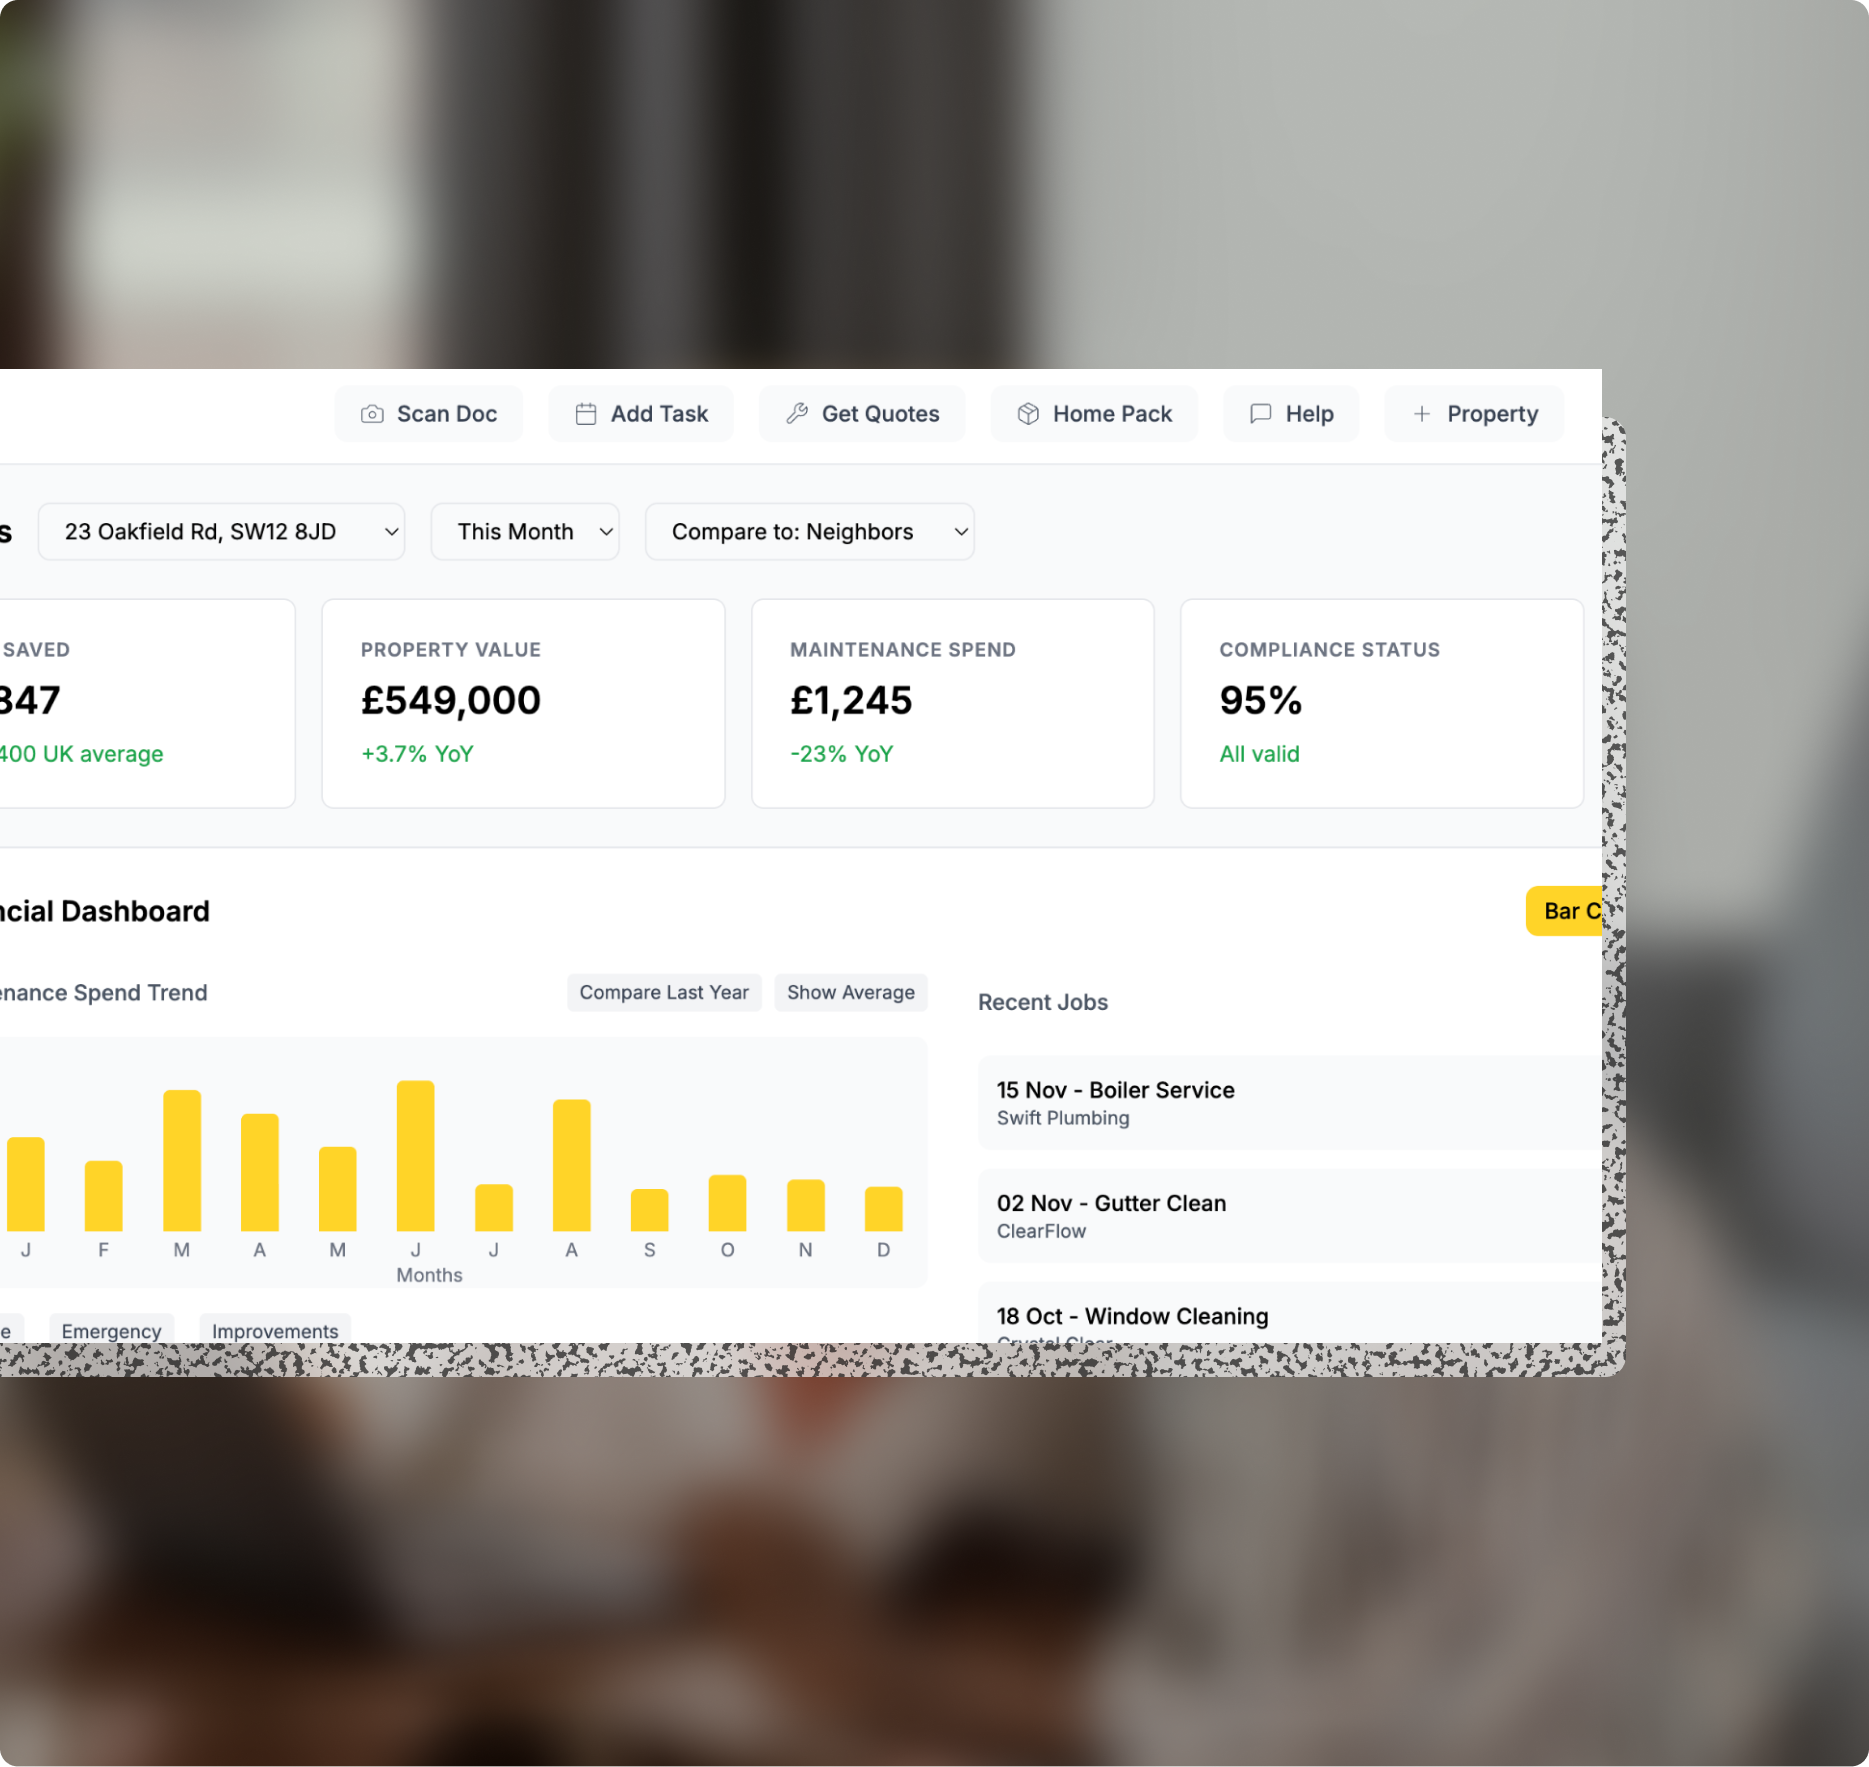 Scan Doc Add Task Get Quotes Home Pack Help + Property
s 23 Oakfield Rd, SW12 8JD This Month Compare to: Neighbors
SAVED PROPERTY VALUE MAINTENANCE SPEND COMPLIANCE STATUS
847 £549,000 £1,245 95%
400 UK average +3.7% YoY -23% YoY All valid
ncial Dashboard Bar C
enance Spend Trend Compare Last Year Show Average Recent Jobs
15 Nov - Boiler Service
Swift Plumbing
02 Nov - Gutter Clean
ClearFlow
18 Oct - Window Cleaning
Crystal Clear
J F M A M J J A S O N D
Months
e Emergency Improvements